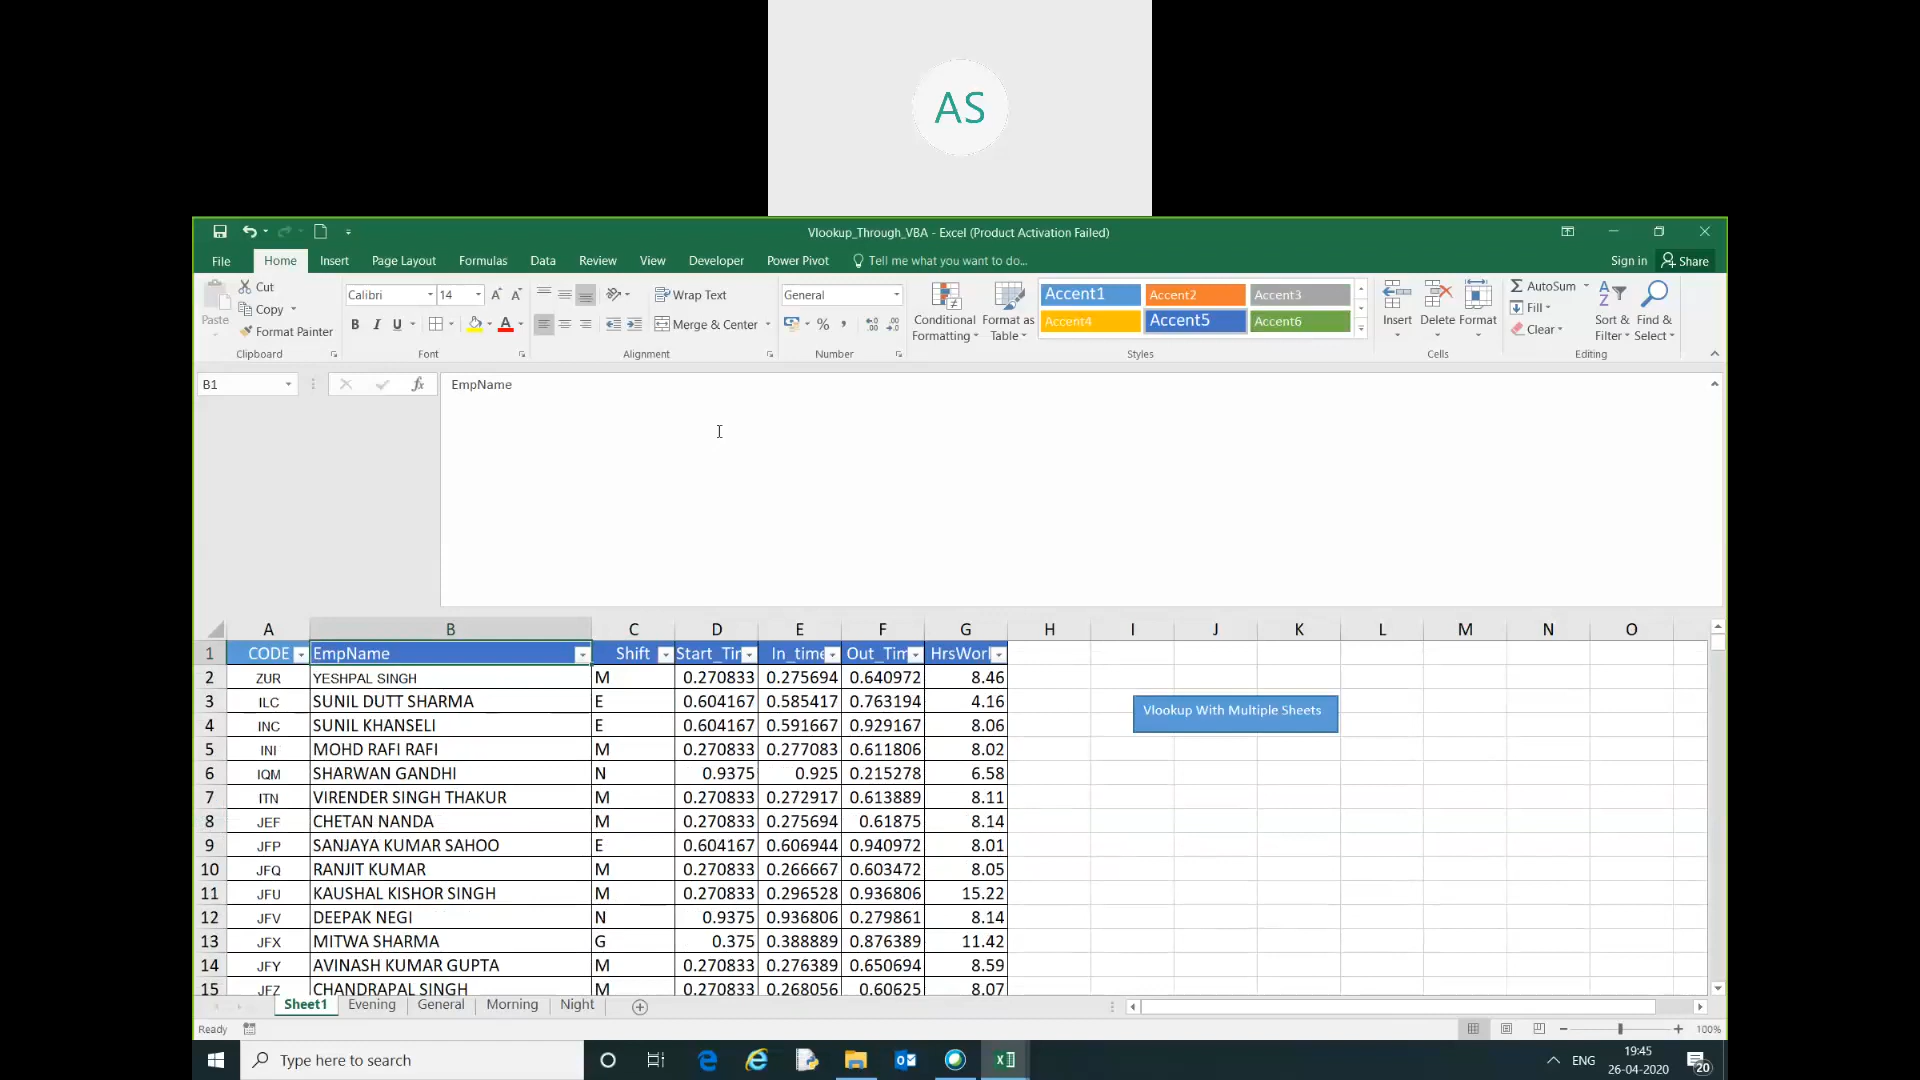 AS
Vlookup_Through_VBA - Excel (Product Activation Failed)
File Home Insert Page Layout Formulas Data Review View Developer Power Pivot Tell me what you want to do... Sign in Share
Paste Cut Copy Format Painter
Calibri 14
B I U
Wrap Text
Merge & Center
General
Conditional Formatting
Format as Table
Accent1 Accent2 Accent3
Accent4 Accent5 Accent6
Insert Delete Format
AutoSum
Fill
Clear
Sort & Filter
Find & Select
Clipboard Font Alignment Number Styles Cells Editing
B1 fx EmpName
A B C D E F G H I J K L M N O
1 CODE EmpName Shift Start_Tir In_time Out_Tim HrsWorl
2 ZUR YESHPAL SINGH M 0.270833 0.275694 0.640972 8.46
3 ILC SUNIL DUTT SHARMA E 0.604167 0.585417 0.763194 4.16
4 INC SUNIL KHANSELI E 0.604167 0.591667 0.929167 8.06
5 INI MOHD RAFI RAFI M 0.270833 0.277083 0.611806 8.02
6 IQM SHARWAN GANDHI N 0.9375 0.925 0.215278 6.58
7 ITN VIRENDER SINGH THAKUR M 0.270833 0.272917 0.613889 8.11
8 JEF CHETAN NANDA M 0.270833 0.275694 0.61875 8.14
9 JFP SANJAYA KUMAR SAHOO E 0.604167 0.606944 0.940972 8.01
10 JFQ RANJIT KUMAR M 0.270833 0.266667 0.603472 8.05
11 JFU KAUSHAL KISHOR SINGH M 0.270833 0.296528 0.936806 15.22
12 JFV DEEPAK NEGI N 0.9375 0.936806 0.279861 8.14
13 JFX MITWA SHARMA G 0.375 0.388889 0.876389 11.42
14 JFY AVINASH KUMAR GUPTA M 0.270833 0.276389 0.650694 8.59
15 JFZ CHANDRAPAL SINGH M 0.270833 0.268056 0.60625 8.07
Vlookup With Multiple Sheets
Sheet1 Evening General Morning Night
Ready 100%
Type here to search
ENG
19:45
26-04-2020
20